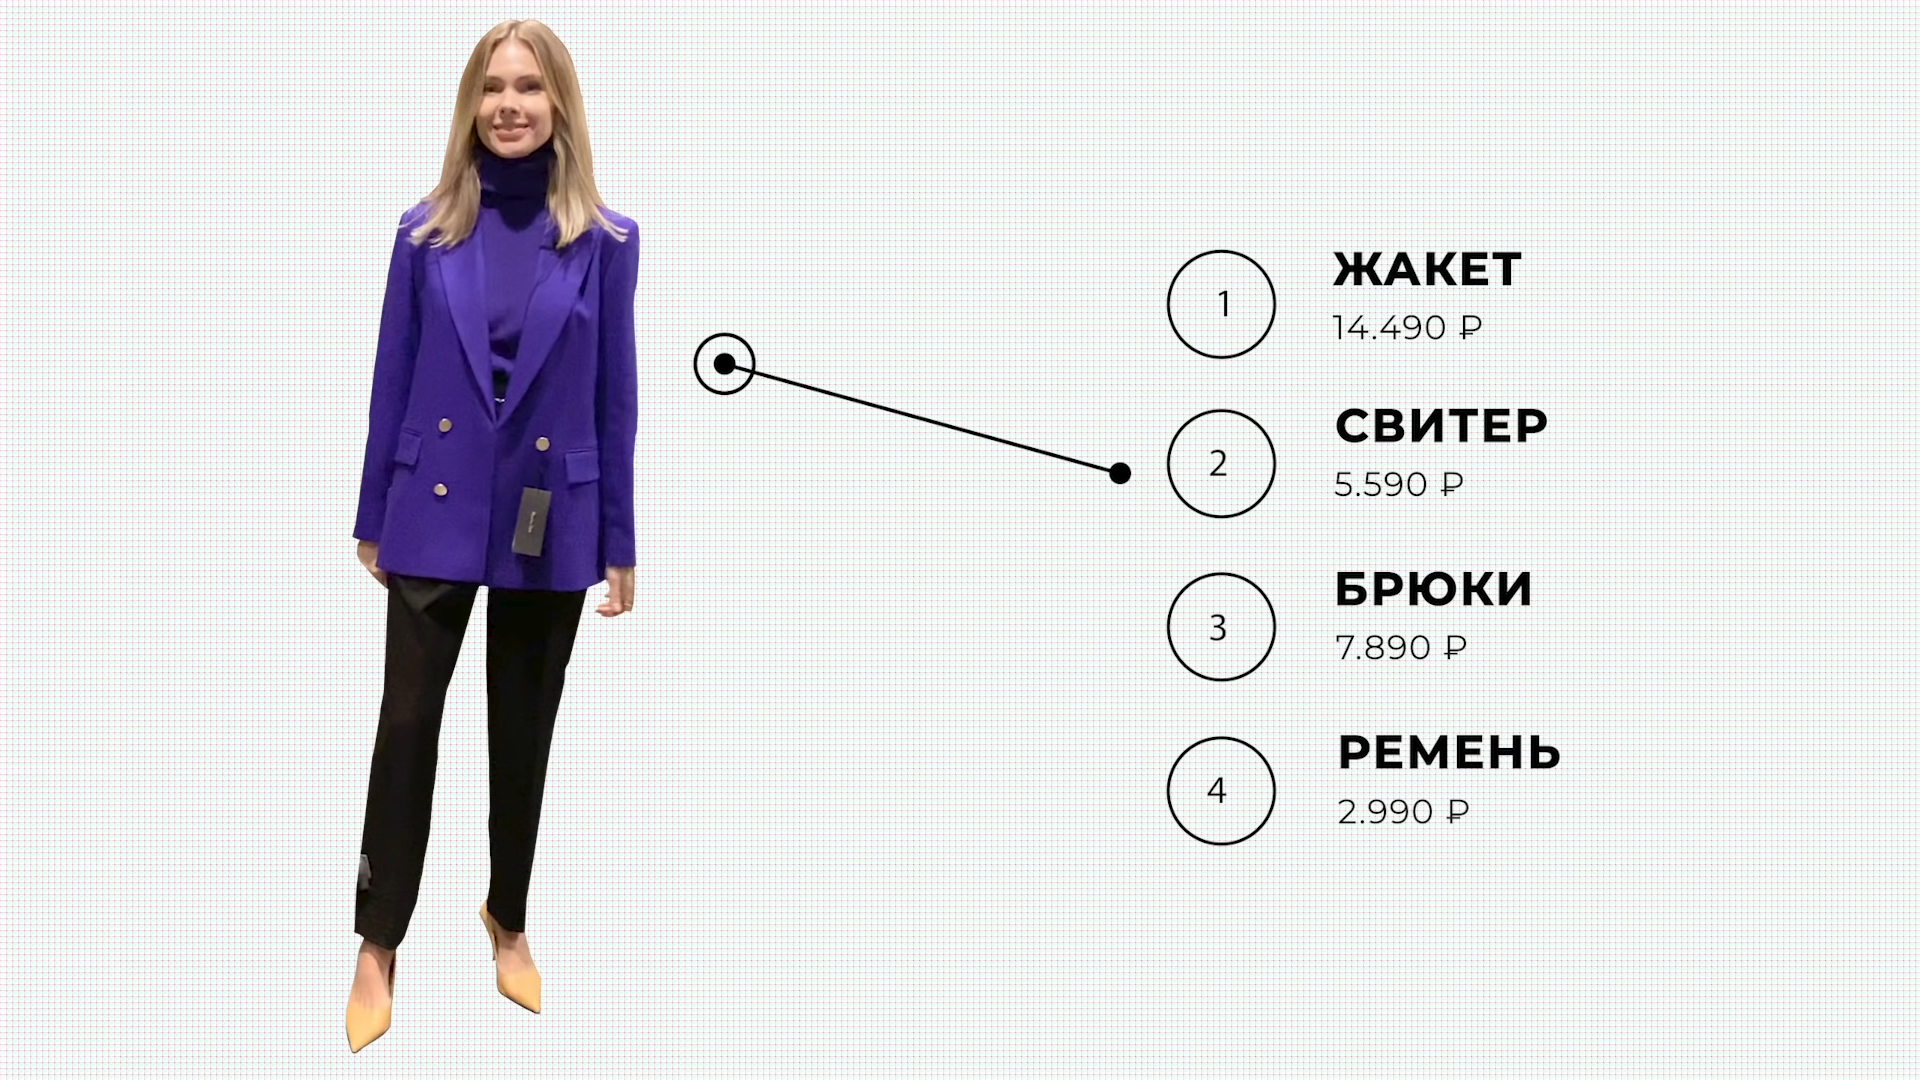 1
ЖАКЕТ
14.490 ₽
2
СВИТЕР
5.590 ₽
3
БРЮКИ
7.890 ₽
4
РЕМЕНЬ
2.990 ₽